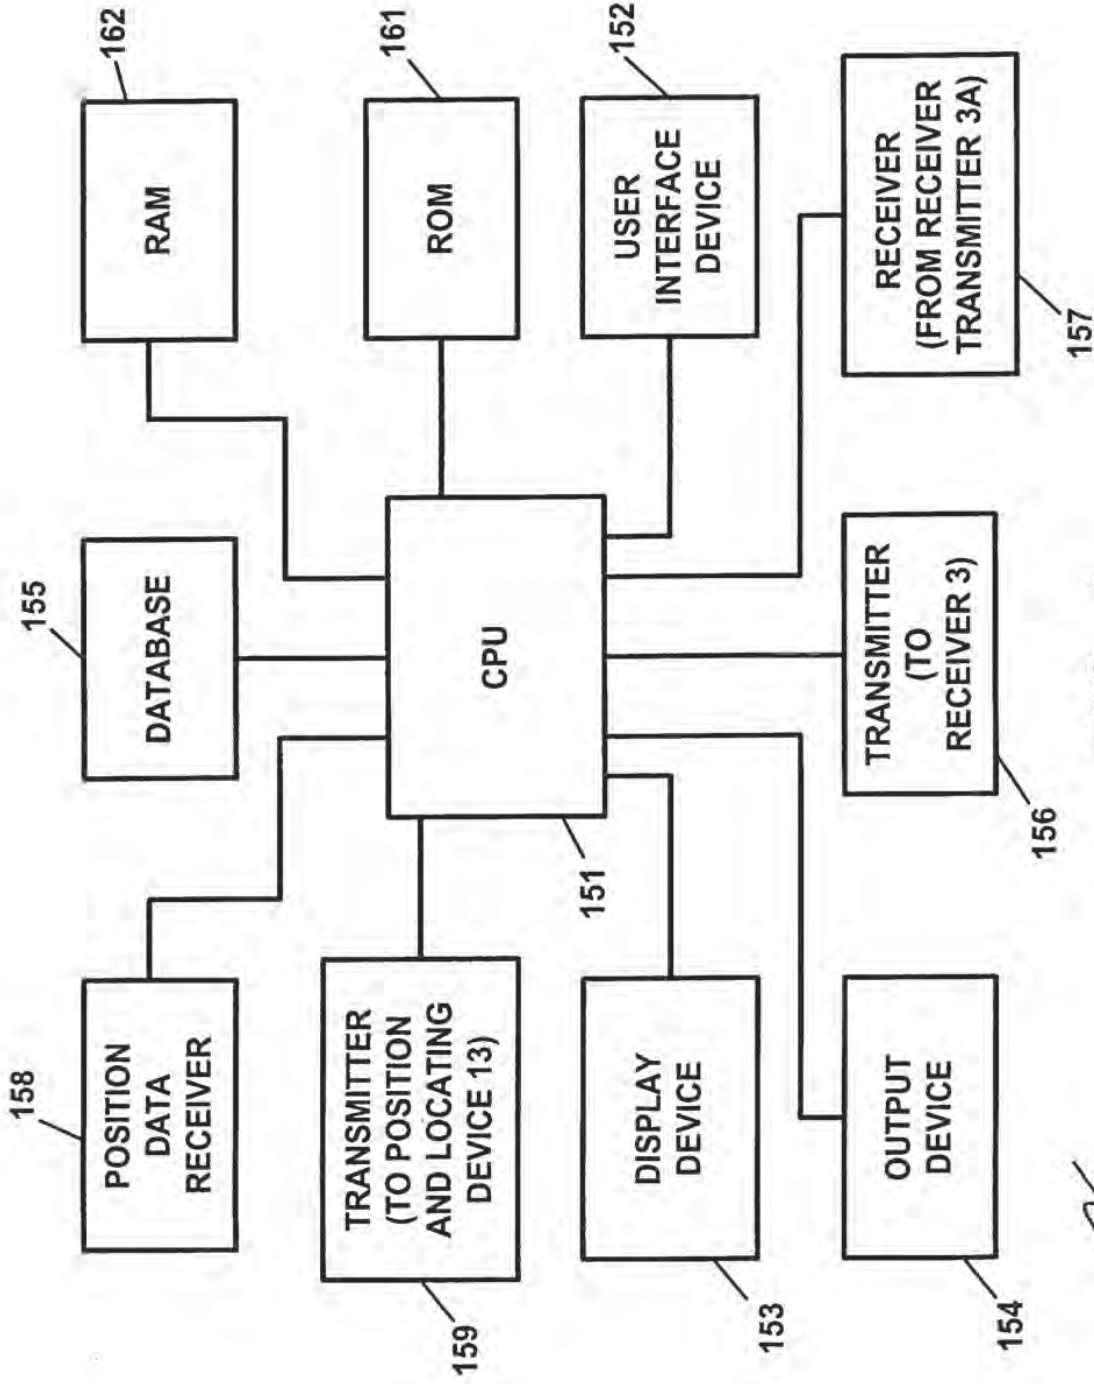 158
POSITION
DATA
RECEIVER
155
DATABASE
162
RAM
159
TRANSMITTER
(TO POSITION
AND LOCATING
DEVICE 13)
CPU
151
161
ROM
153
DISPLAY
DEVICE
152
USER
INTERFACE
DEVICE
154
OUTPUT
DEVICE
156
TRANSMITTER
(TO
RECEIVER 3)
157
RECEIVER
(FROM RECEIVER
TRANSMITTER 3A)